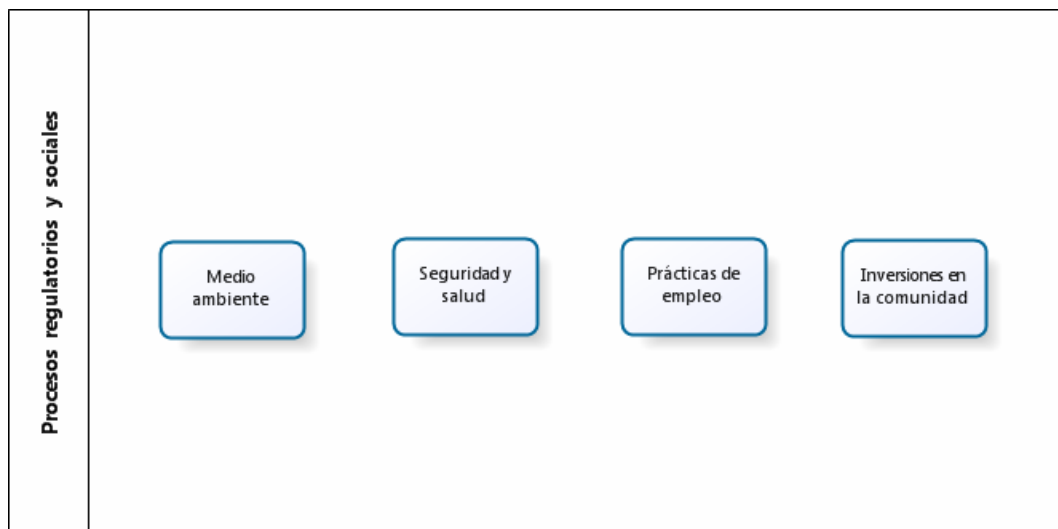 Procesos regulatorios y sociales
Medio
ambiente
Seguridad y
salud
Prácticas de
empleo
Inversiones en
la comunidad